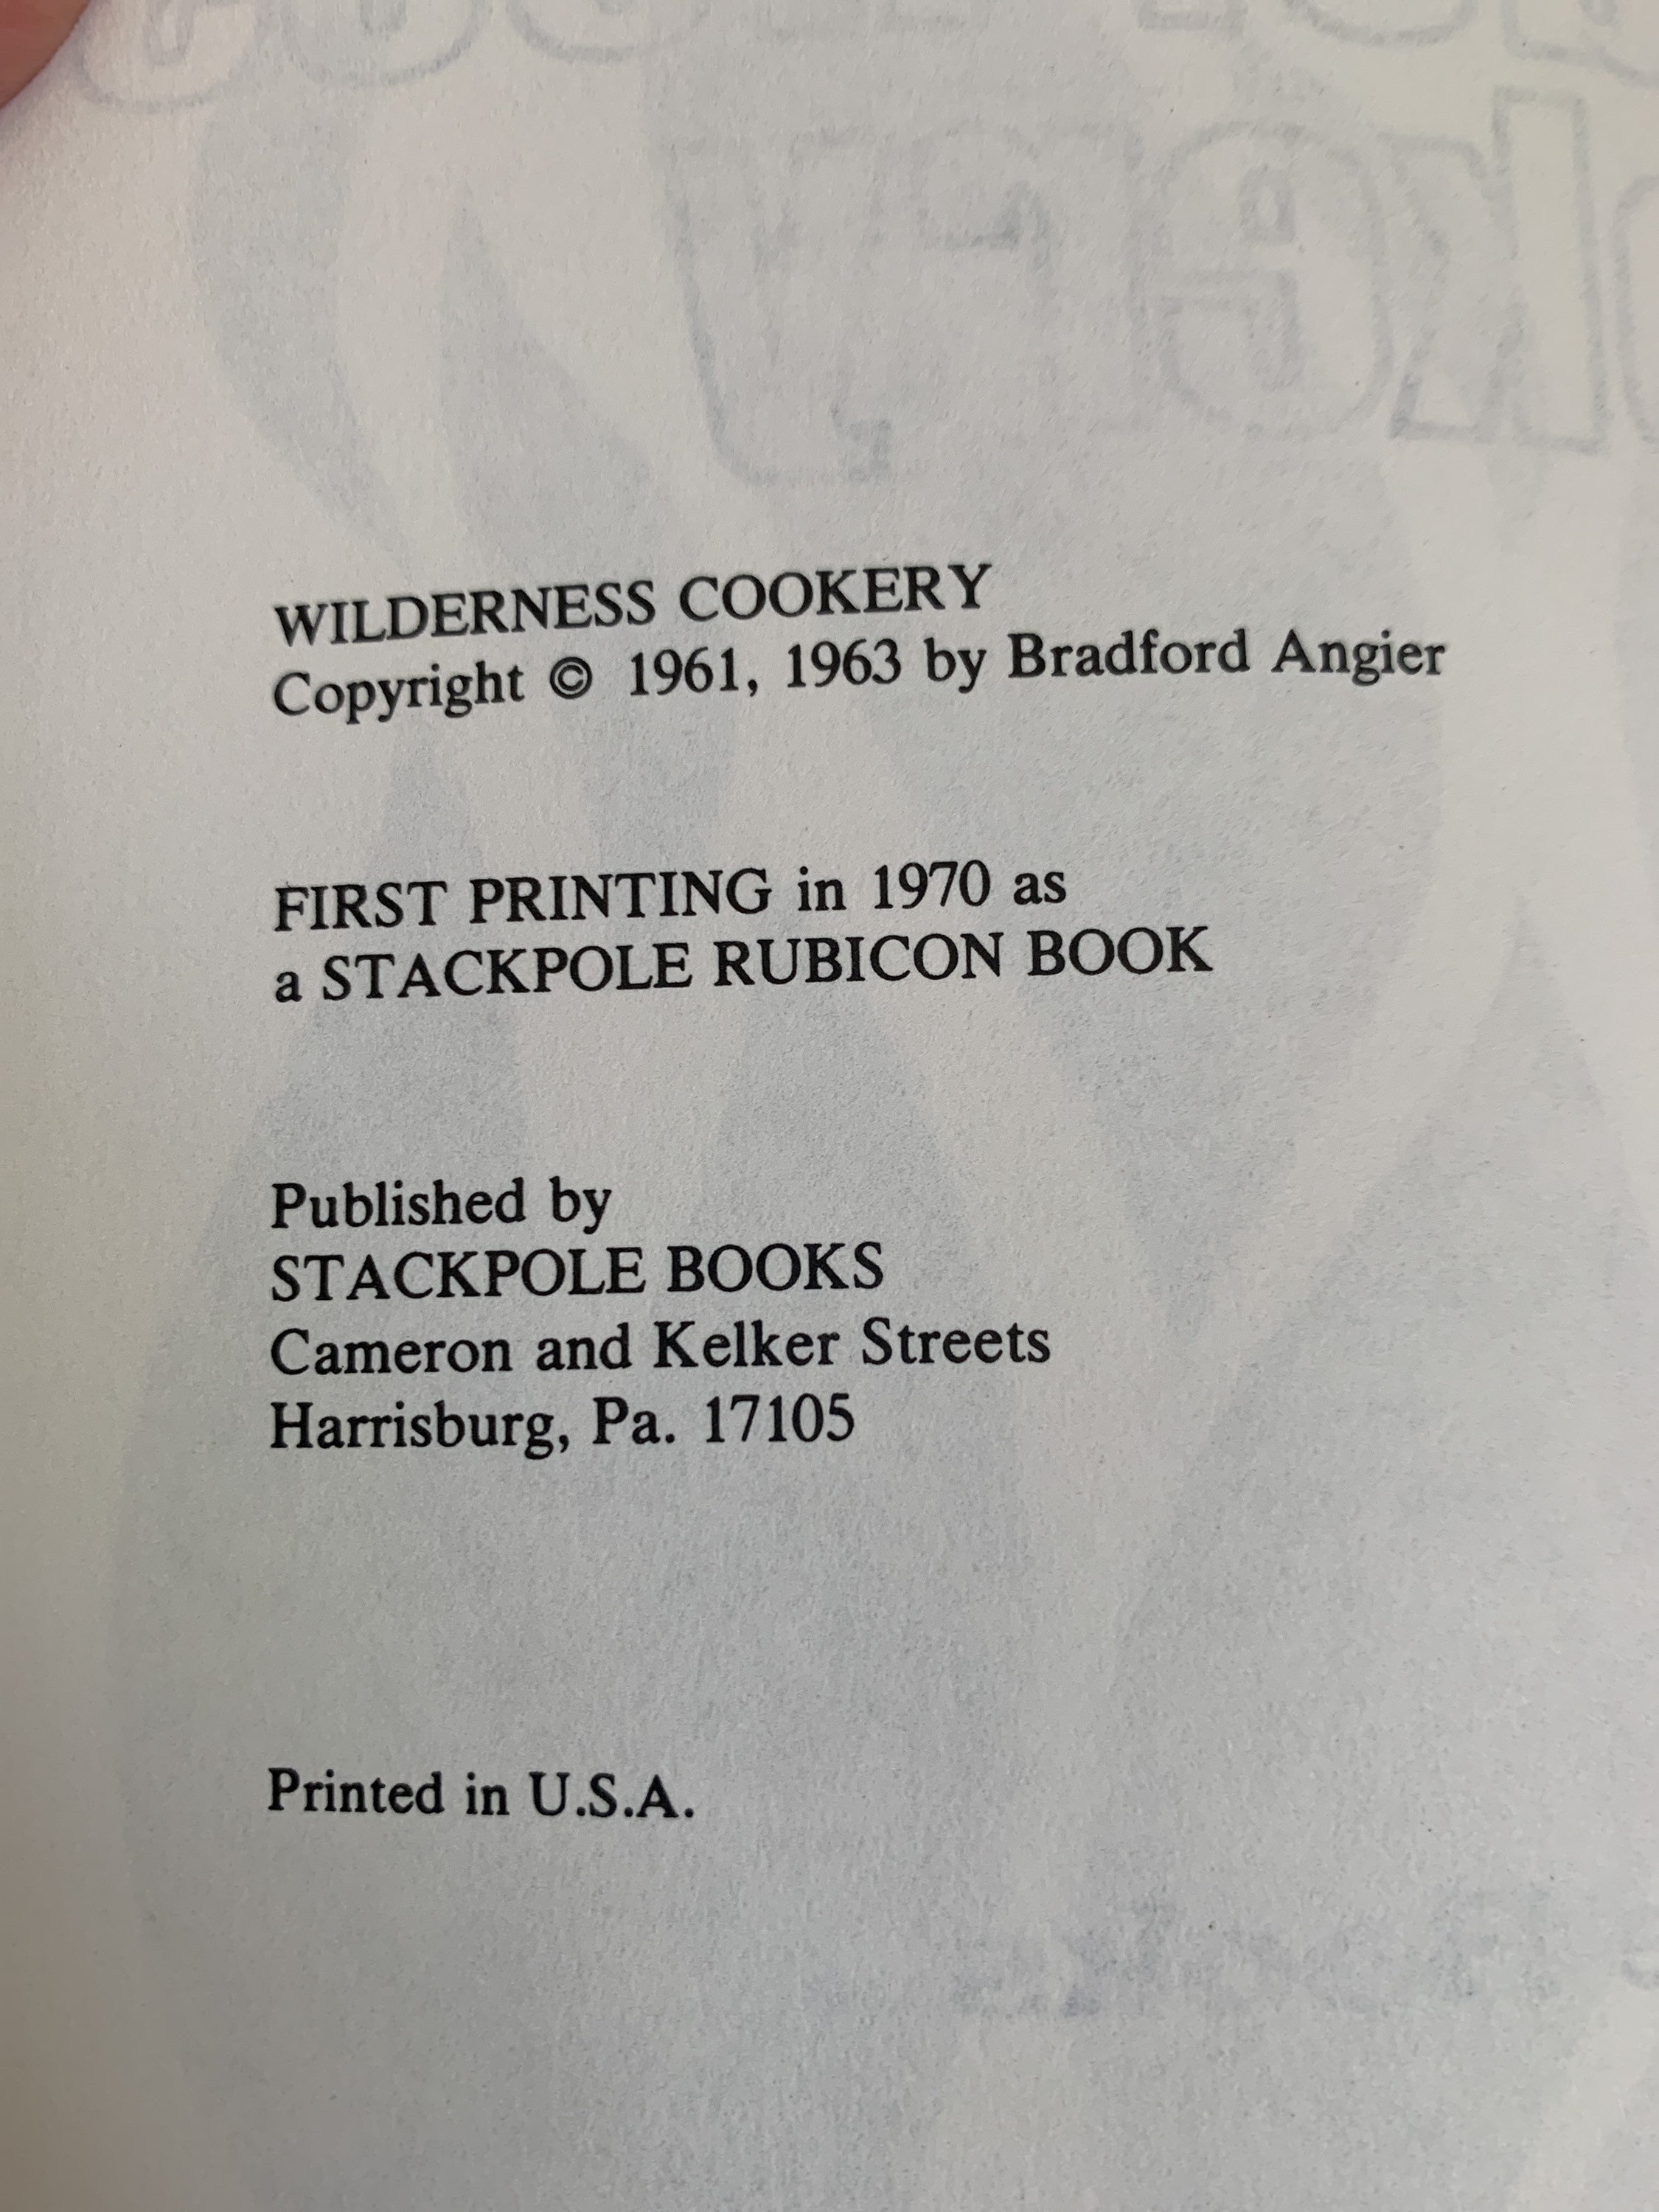 WILDERNESS COOKERY
Copyright © 1961, 1963 by Bradford Angier
FIRST PRINTING in 1970 as
a STACKPOLE RUBICON BOOK
Published by
STACKPOLE BOOKS
Cameron and Kelker Streets
Harrisburg, Pa. 17105
Printed in U.S.A.